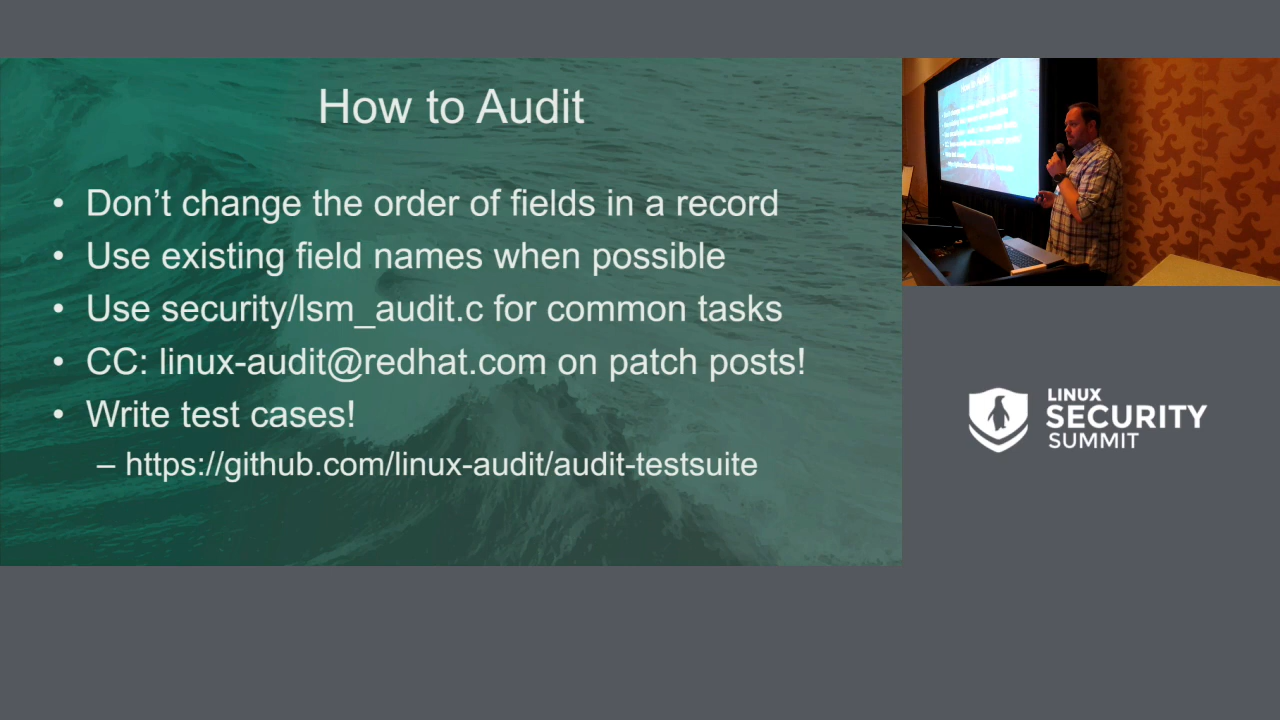 How to Audit
• Don’t change the order of fields in a record
• Use existing field names when possible
• Use security/lsm_audit.c for common tasks
• CC: linux-audit@redhat.com on patch posts!
• Write test cases!
– https://github.com/linux-audit/audit-testsuite
LINUX
SECURITY
SUMMIT